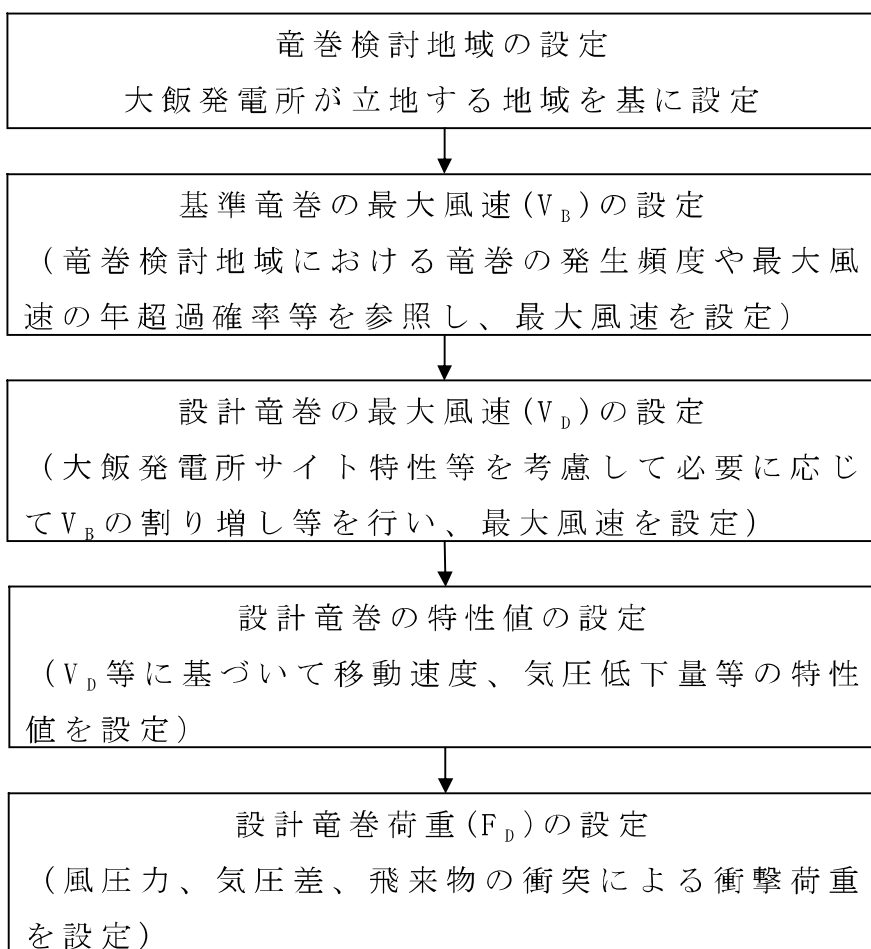 竜巻検討地域の設定
大飯発電所が立地する地域を基に設定
基準竜巻の最大風速(V_B)の設定
(竜巻検討地域における竜巻の発生頻度や最大風
速の年超過確率等を参照し、最大風速を設定)
設計竜巻の最大風速(V_D)の設定
(大飯発電所サイト特性等を考慮して必要に応じ
てV_Bの割り増し等を行い、最大風速を設定)
設計竜巻の特性値の設定
(V_D等に基づいて移動速度、気圧低下量等の特性
値を設定)
設計竜巻荷重(F_D)の設定
(風圧力、気圧差、飛来物の衝突による衝撃荷重
を設定)